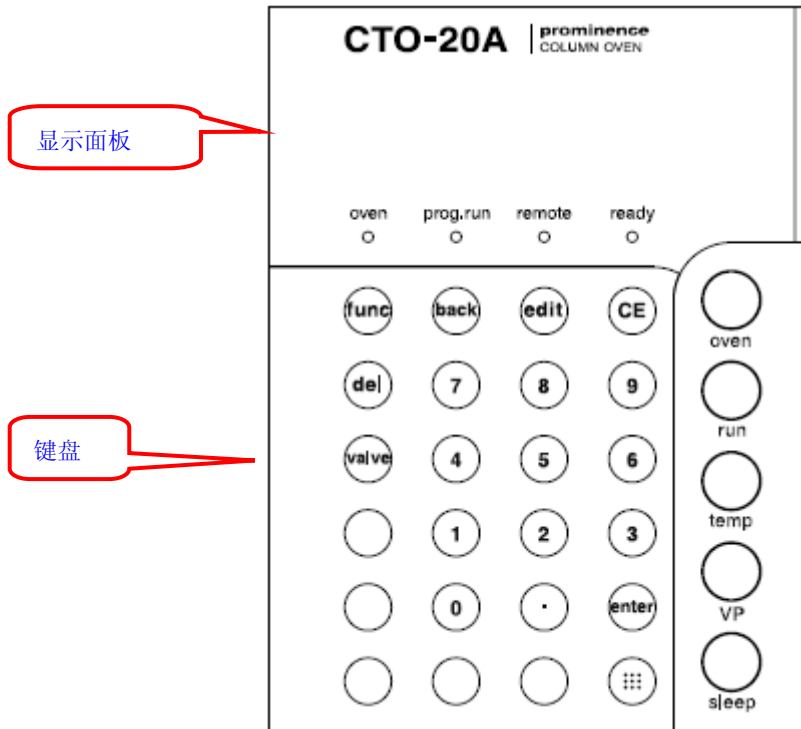 CTO-20A prominence
COLUMN OVEN
显示面板
oven prog.run remote ready
func back edit CE
oven
del 7 8 9
run
键盘
valve 4 5 6
temp
1 2 3
VP
0 . enter
sleep